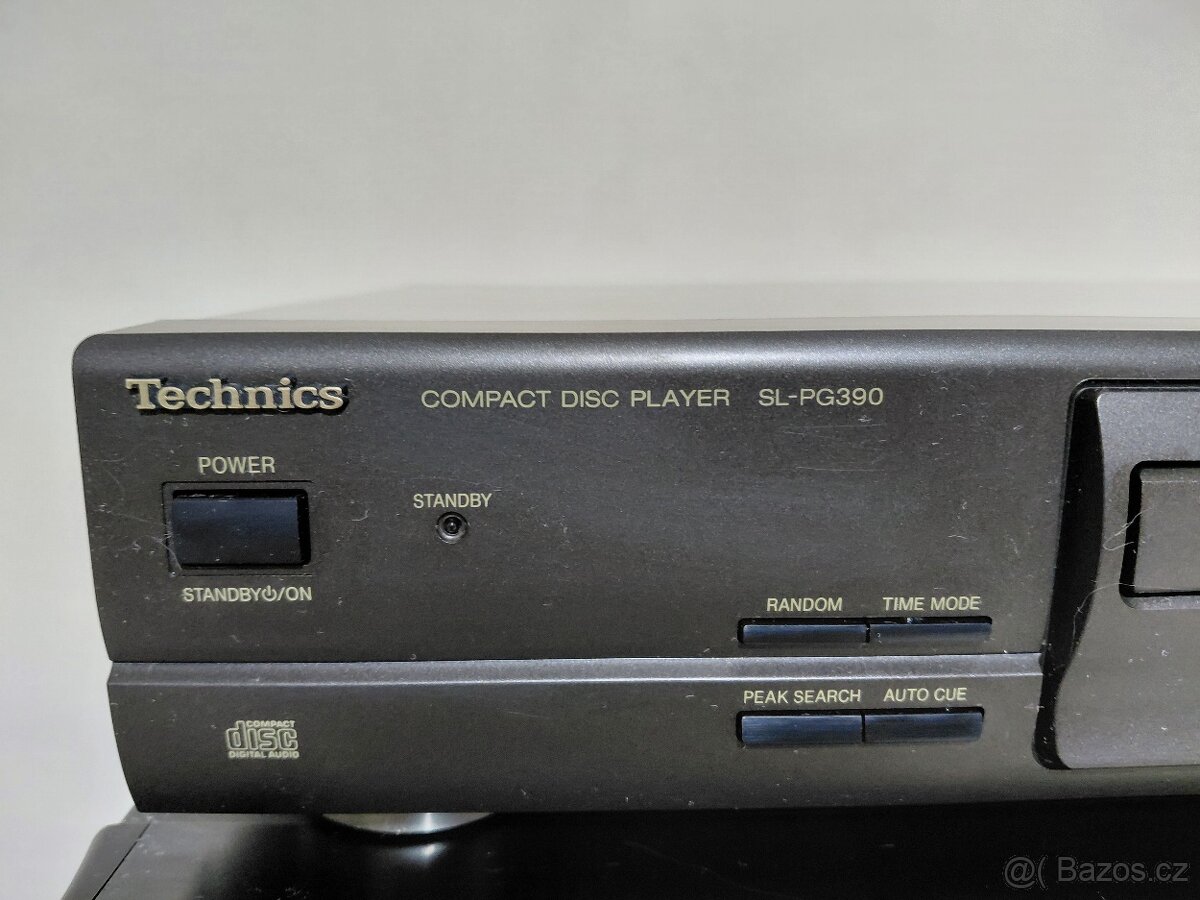 Technics
COMPACT DISC PLAYER SL-PG390
POWER
STANDBY
STANDBY⏻/ON
RANDOM TIME MODE
PEAK SEARCH AUTO CUE
COMPACT
disc
DIGITAL AUDIO
@( Bazos.cz